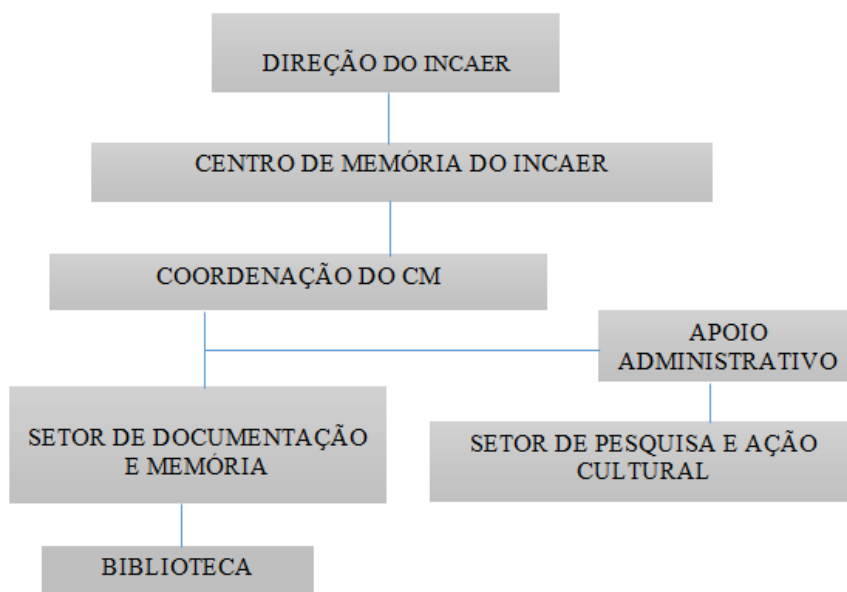 DIREÇÃO DO INCAER
CENTRO DE MEMÓRIA DO INCAER
COORDENAÇÃO DO CM
APOIO
ADMINISTRATIVO
SETOR DE DOCUMENTAÇÃO
E MEMÓRIA
SETOR DE PESQUISA E AÇÃO
CULTURAL
BIBLIOTECA